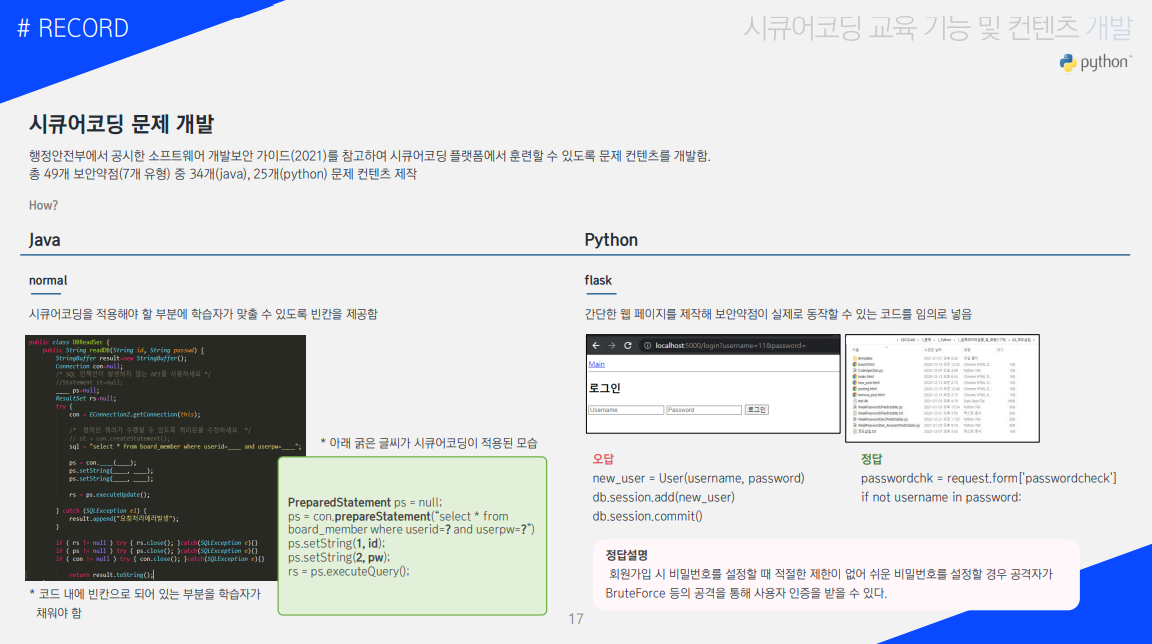 # RECORD
시큐어코딩 교육 기능 및 컨텐츠 개발
python
시큐어코딩 문제 개발
행정안전부에서 공시한 소프트웨어 개발보안 가이드(2021)를 참고하여 시큐어코딩 플랫폼에서 훈련할 수 있도록 문제 컨텐츠를 개발함.
총 49개 보안약점(7개 유형) 중 34개(java), 25개(python) 문제 컨텐츠 제작
How?
Java
normal
시큐어코딩을 적용해야 할 부분에 학습자가 맞출 수 있도록 빈칸을 제공함
public class DBReadSec {
public String readDB(String id, String passwd) {
StringBuffer result=new StringBuffer();
Connection con=null;
/* SQL 인젝션이 발생하지 않는 API를 사용하세요 */
//Statement st=null;
____ ps=null;
ResultSet rs=null;
try {
con = EConnection2.getConnection(this);
/* 정적인 쿼리가 수행될 수 있도록 쿼리문을 수정하세요 */
// st = con.createStatement();
sql = "select * from board_member where userid=____ and userpw=____";
ps = con.____(____);
ps.setString(____, ____);
ps.setString(____, ____);
rs = ps.executeUpdate();
} catch (SQLException e1) {
result.append("요청처리에러발생");
}
if ( rs != null ) try { rs.close(); }catch(SQLException e){}
if ( ps != null ) try { ps.close(); }catch(SQLException e){}
if ( con != null ) try { con.close(); }catch(SQLException e){}
return result.toString();
* 코드 내에 빈칸으로 되어 있는 부분을 학습자가
채워야 함
* 아래 굵은 글씨가 시큐어코딩이 적용된 모습
PreparedStatement ps = null;
ps = con.prepareStatement(“select * from
board_member where userid=? and userpw=?”)
ps.setString(1, id);
ps.setString(2, pw);
rs = ps.executeQuery();
Python
flask
간단한 웹 페이지를 제작해 보안약점이 실제로 동작할 수 있는 코드를 임의로 넣음
localhost:5000/login?username=11&password=
Main
로그인
Username
Password
로그인
오답
new_user = User(username, password)
db.session.add(new_user)
db.session.commit()
정답
passwordchk = request.form['passwordcheck']
if not username in password:
정답설명
회원가입 시 비밀번호를 설정할 때 적절한 제한이 없어 쉬운 비밀번호를 설정할 경우 공격자가
BruteForce 등의 공격을 통해 사용자 인증을 받을 수 있다.
17